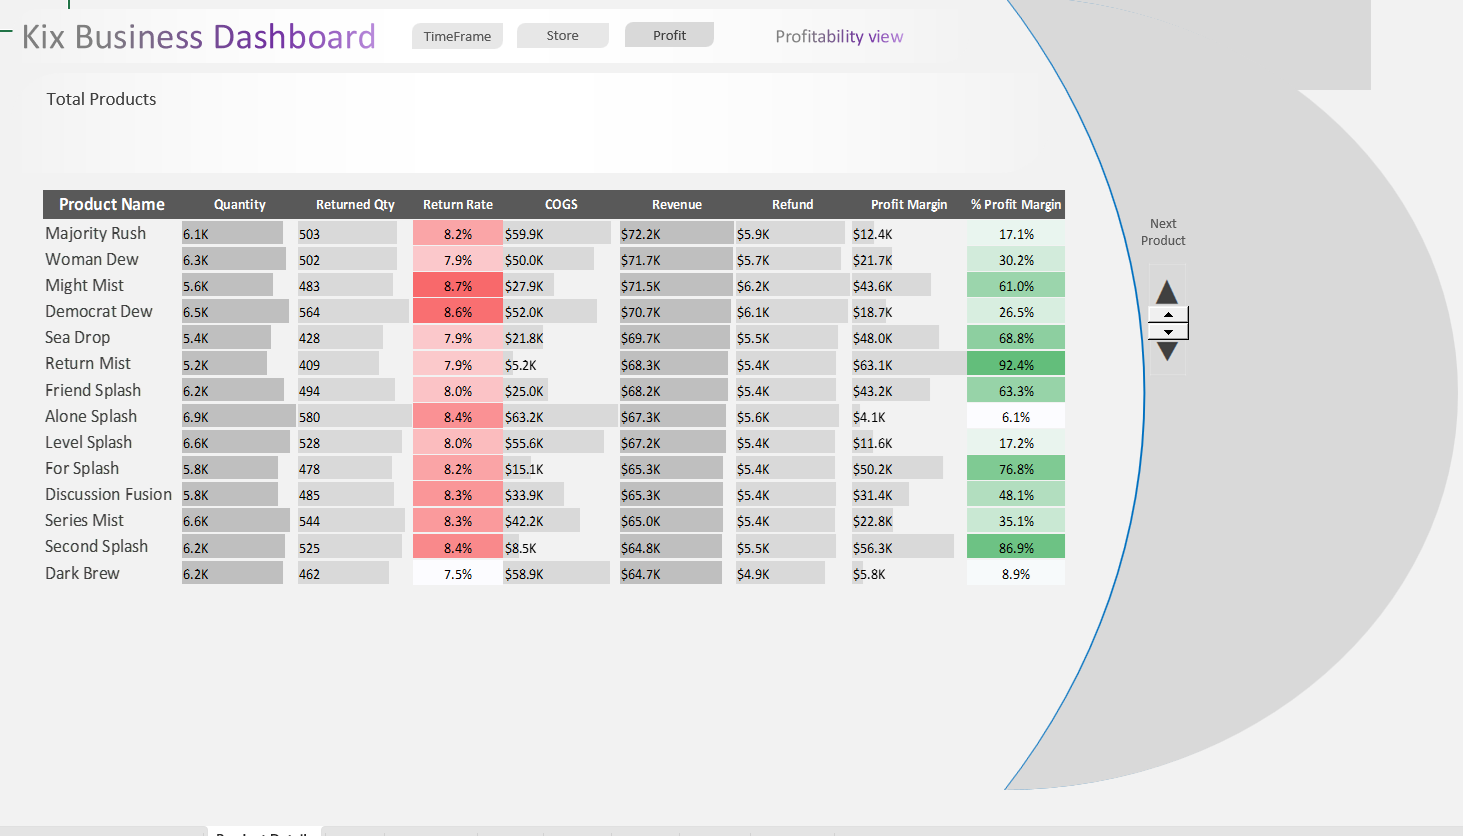 Kix Business Dashboard TimeFrame Store Profit Profitability view
Total Products
Product Name Quantity Returned Qty Return Rate COGS Revenue Refund Profit Margin % Profit Margin
Majority Rush 6.1K 503 8.2% $59.9K $72.2K $5.9K $12.4K 17.1%
Woman Dew 6.3K 502 7.9% $50.0K $71.7K $5.7K $21.7K 30.2%
Might Mist 5.6K 483 8.7% $27.9K $71.5K $6.2K $43.6K 61.0%
Democrat Dew 6.5K 564 8.6% $52.0K $70.7K $6.1K $18.7K 26.5%
Sea Drop 5.4K 428 7.9% $21.8K $69.7K $5.5K $48.0K 68.8%
Return Mist 5.2K 409 7.9% $5.2K $68.3K $5.4K $63.1K 92.4%
Friend Splash 6.2K 494 8.0% $25.0K $68.2K $5.4K $43.2K 63.3%
Alone Splash 6.9K 580 8.4% $63.2K $67.3K $5.6K $4.1K 6.1%
Level Splash 6.6K 528 8.0% $55.6K $67.2K $5.4K $11.6K 17.2%
For Splash 5.8K 478 8.2% $15.1K $65.3K $5.4K $50.2K 76.8%
Discussion Fusion 5.8K 485 8.3% $33.9K $65.3K $5.4K $31.4K 48.1%
Series Mist 6.6K 544 8.3% $42.2K $65.0K $5.4K $22.8K 35.1%
Second Splash 6.2K 525 8.4% $8.5K $64.8K $5.5K $56.3K 86.9%
Dark Brew 6.2K 462 7.5% $58.9K $64.7K $4.9K $5.8K 8.9%
Next
Product